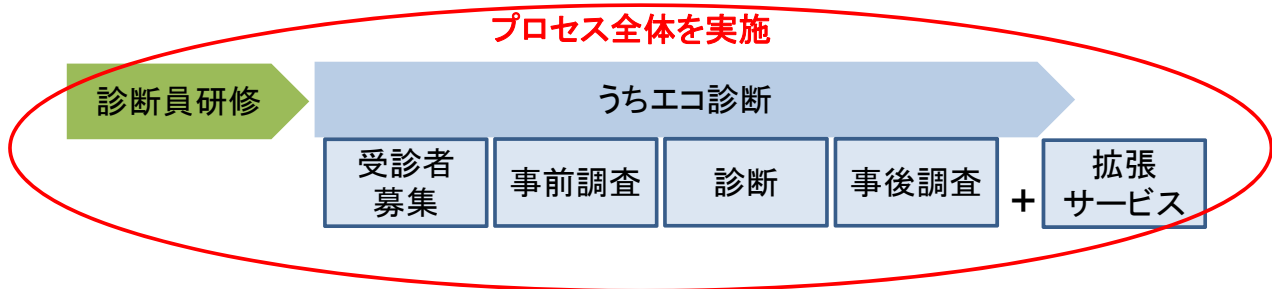 プロセス全体を実施
診断員研修
うちエコ診断
受診者
募集
事前調査
診断
事後調査
+
拡張
サービス